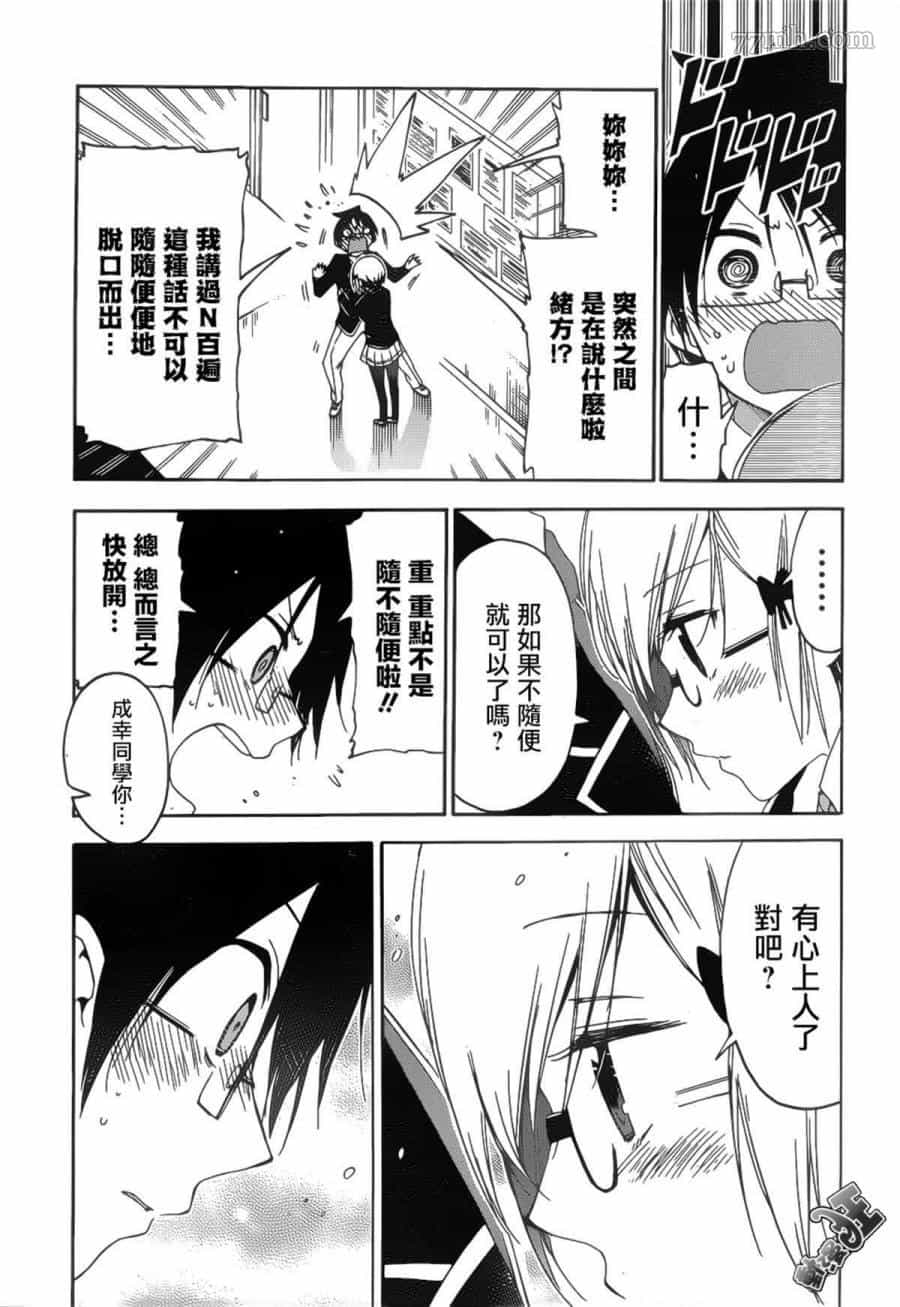 77mh.com
ドドド
什…
妳妳妳…
突然之間
是在說什麼啦
緒方!?
我講過N百遍
這種話不可以
隨隨便便地
脫口而出…
……
那如果不隨便
就可以了嗎?
重 重點不是
隨不隨便啦!!
總 總而言之
快放開…
成幸同學你…
有心上人了
對吧?